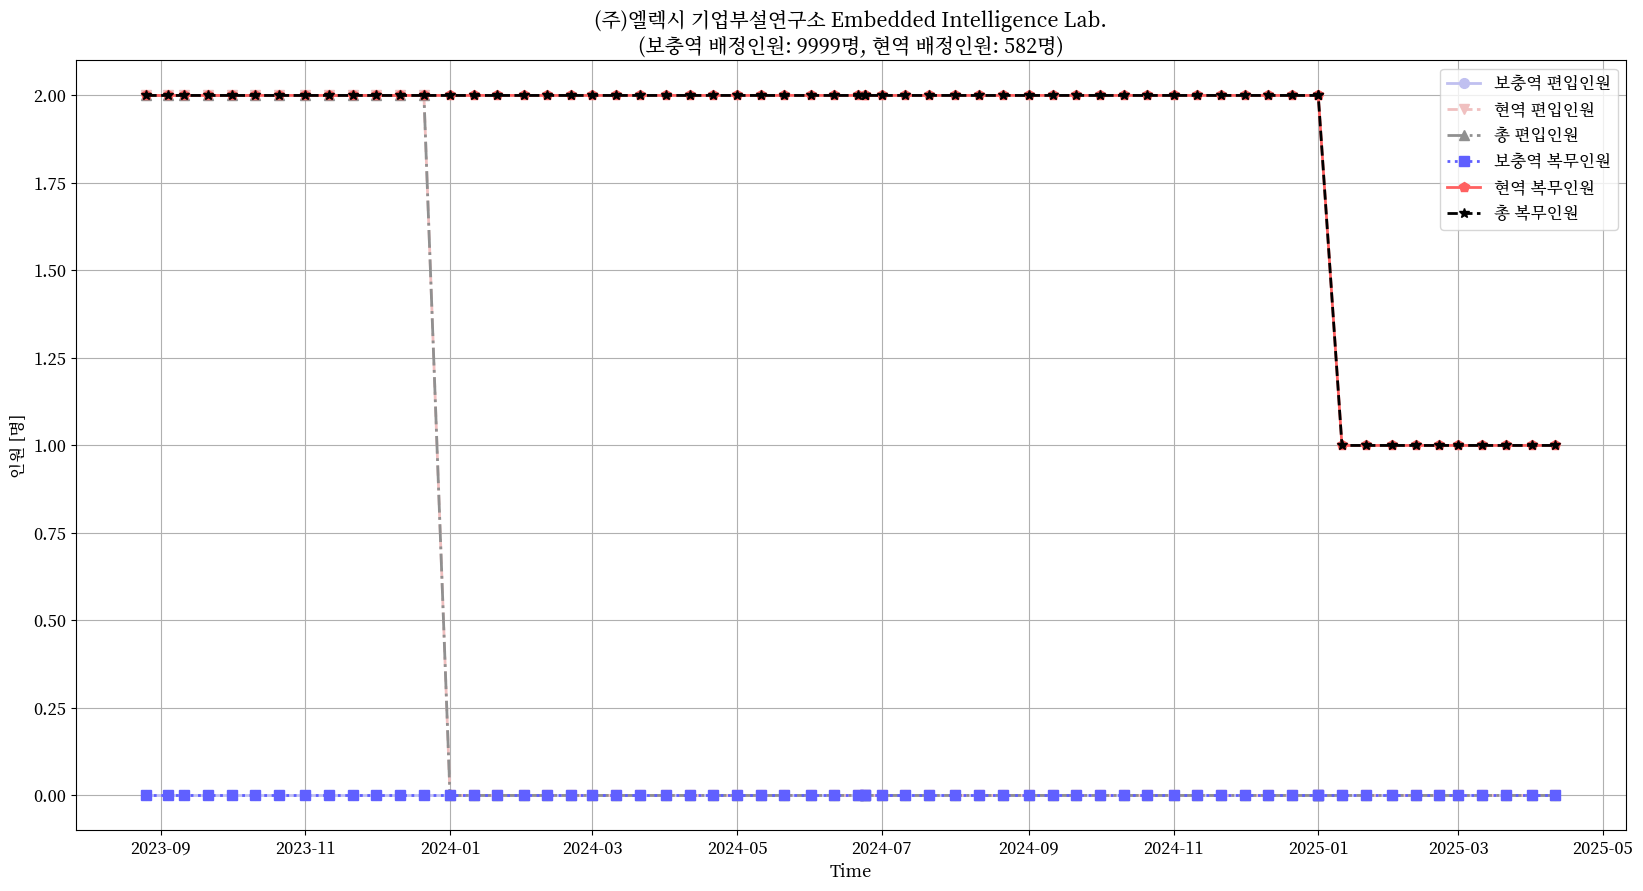 (주)엘렉시 기업부설연구소 Embedded Intelligence Lab.
(보충역 배정인원: 9999명, 현역 배정인원: 582명)
보충역 편입인원
현역 편입인원
총 편입인원
보충역 복무인원
현역 복무인원
총 복무인원
인원 [명]
2.00
1.75
1.50
1.25
1.00
0.75
0.50
0.25
0.00
2023-09 2023-11 2024-01 2024-03 2024-05 2024-07 2024-09 2024-11 2025-01 2025-03 2025-05
Time